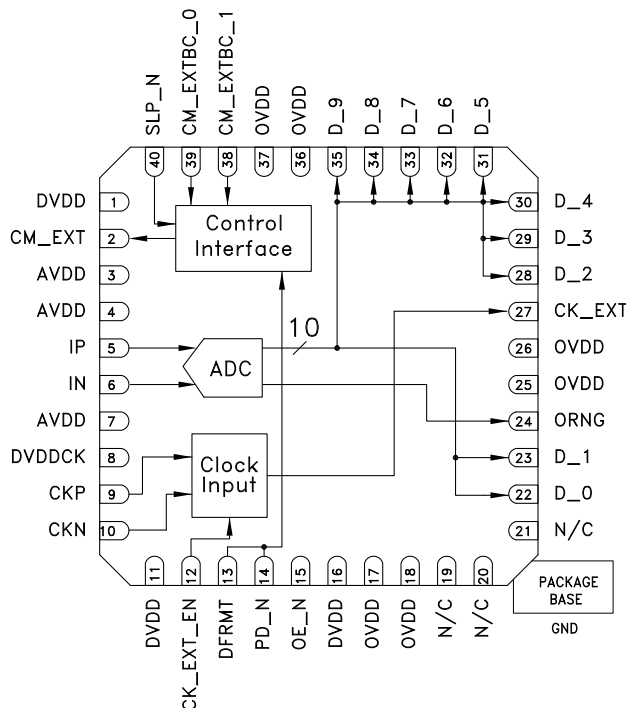 SLP_N
CM_EXTBC_0
CM_EXTBC_1
OVDD
OVDD
D_9
D_8
D_7
D_6
D_5
40
39
38
37
36
35
34
33
32
31
DVDD 1
CM_EXT 2
AVDD 3
AVDD 4
IP 5
IN 6
AVDD 7
DVDDCK 8
CKP 9
CKN 10
Control
Interface
10
ADC
Clock
Input
30 D_4
29 D_3
28 D_2
27 CK_EXT
26 OVDD
25 OVDD
24 ORNG
23 D_1
22 D_0
21 N/C
11
12
13
14
15
16
17
18
19
20
DVDD
CK_EXT_EN
DFRMT
PD_N
OE_N
DVDD
OVDD
OVDD
N/C
N/C
PACKAGE
BASE
GND